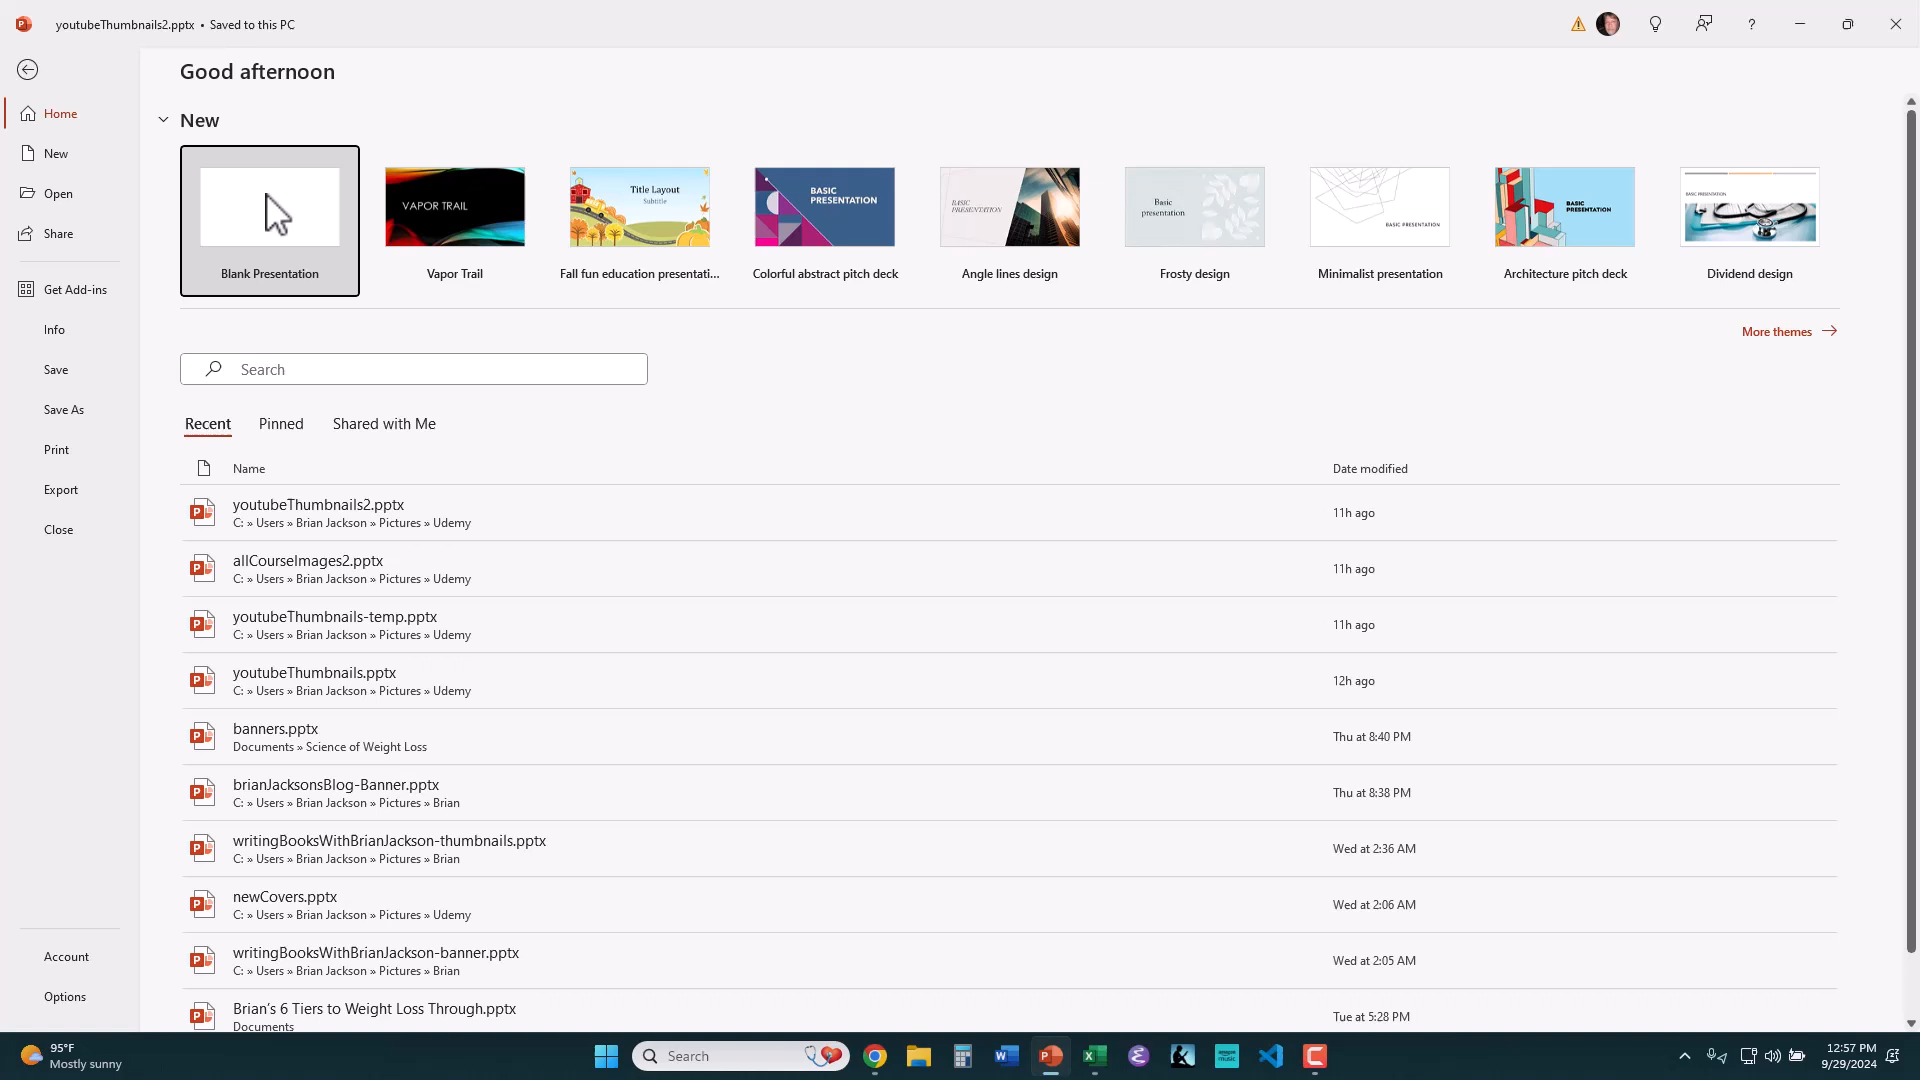 youtubeThumbnails2.pptx • Saved to this PC
Good afternoon
Home
New
Open
Share
Get Add-ins
Info
Save
Save As
Print
Export
Close
Account
Options
New
VAPOR TRAIL
Title Layout
Subtitle
BASIC
PRESENTATION
BASIC
PRESENTATION
Basic
presentation
BASIC PRESENTATION
BASIC
PRESENTATION
BASIC PRESENTATION
Blank Presentation
Vapor Trail
Fall fun education presentati...
Colorful abstract pitch deck
Angle lines design
Frosty design
Minimalist presentation
Architecture pitch deck
Dividend design
More themes
Search
Recent Pinned Shared with Me
Name Date modified
youtubeThumbnails2.pptx
C: » Users » Brian Jackson » Pictures » Udemy
11h ago
allCourseImages2.pptx
C: » Users » Brian Jackson » Pictures » Udemy
11h ago
youtubeThumbnails-temp.pptx
C: » Users » Brian Jackson » Pictures » Udemy
11h ago
youtubeThumbnails.pptx
C: » Users » Brian Jackson » Pictures » Udemy
12h ago
banners.pptx
Documents » Science of Weight Loss
Thu at 8:40 PM
brianJacksonsBlog-Banner.pptx
C: » Users » Brian Jackson » Pictures » Brian
Thu at 8:38 PM
writingBooksWithBrianJackson-thumbnails.pptx
C: » Users » Brian Jackson » Pictures » Brian
Wed at 2:36 AM
newCovers.pptx
C: » Users » Brian Jackson » Pictures » Udemy
Wed at 2:06 AM
writingBooksWithBrianJackson-banner.pptx
C: » Users » Brian Jackson » Pictures » Brian
Wed at 2:05 AM
Brian's 6 Tiers to Weight Loss Through.pptx
Documents
Tue at 5:28 PM
95°F
Mostly sunny
Search
12:57 PM
9/29/2024